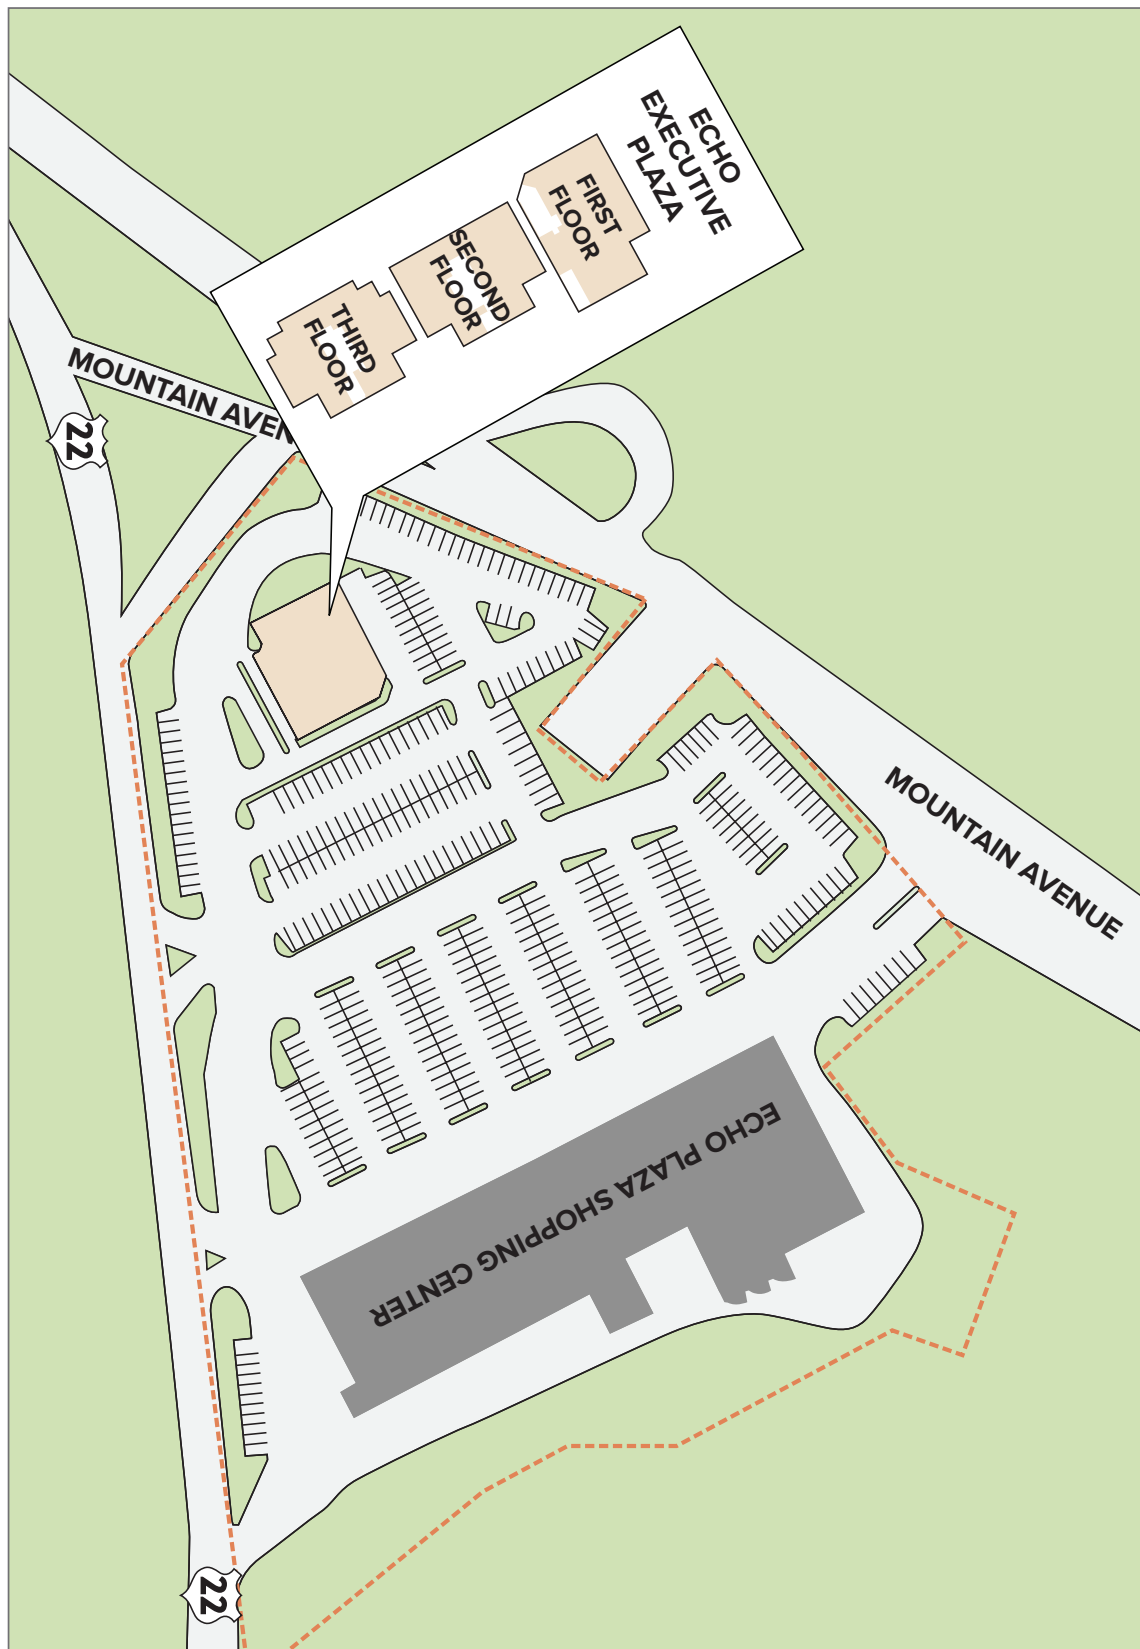 ECHO
EXECUTIVE
PLAZA
FIRST
FLOOR
SECOND
FLOOR
THIRD
FLOOR
MOUNTAIN AVEN
22
MOUNTAIN AVENUE
ECHO PLAZA SHOPPING CENTER
22